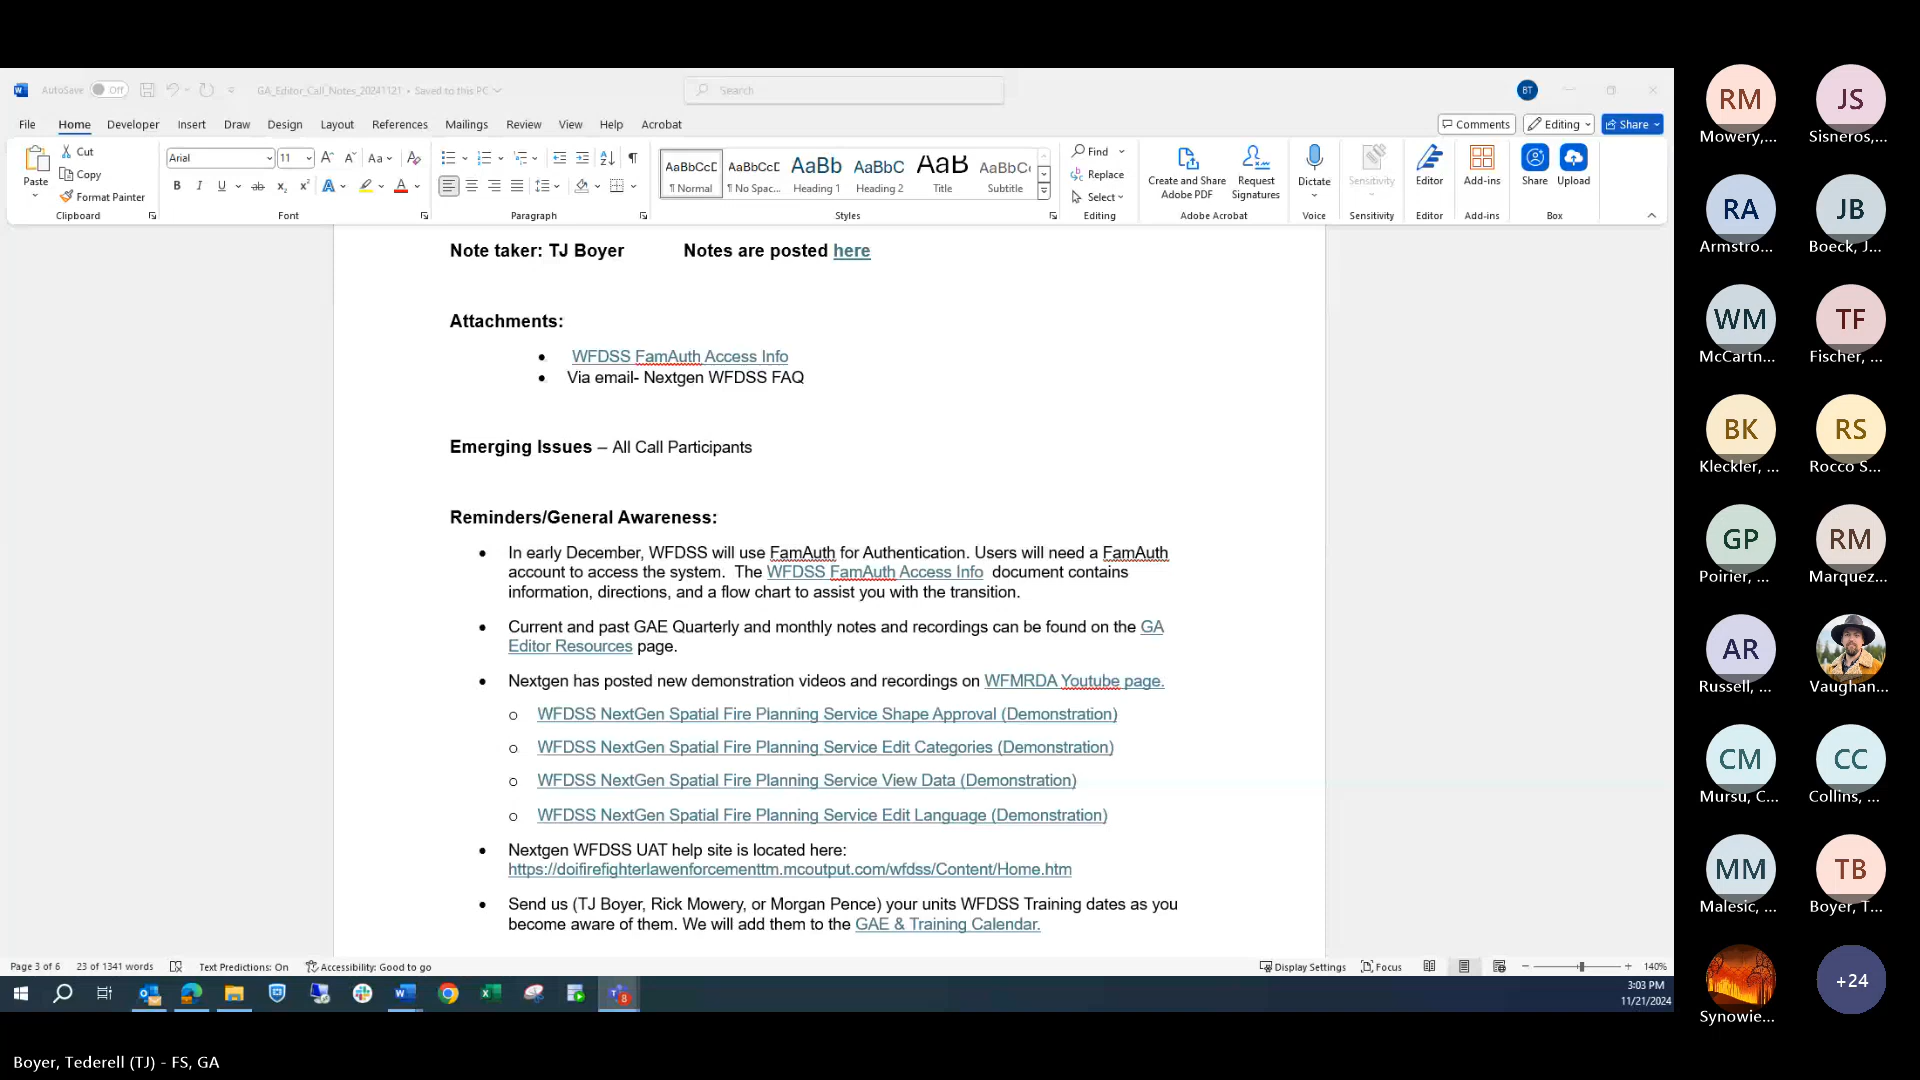 AutoSave Off GA_Editor_Call_Notes_20241121 • Saved to this PC Search BT
File Home Developer Insert Draw Design Layout References Mailings Review View Help Acrobat Comments Editing Share
Paste Cut Copy Format Painter Clipboard
Arial 11 Font
Paragraph
AaBbCcD ¶ Normal AaBbCcD ¶ No Spac... AaBb Heading 1 AaBbC Heading 2 AaB Title AaBbCc Subtitle Styles
Find Replace Select Editing
Create and Share Adobe PDF Request Signatures Adobe Acrobat
Dictate Voice Sensitivity Sensitivity Editor Editor Add-ins Add-ins Share Upload Box
Note taker: TJ Boyer Notes are posted here
Attachments:
• WFDSS FamAuth Access Info
• Via email- Nextgen WFDSS FAQ
Emerging Issues – All Call Participants
Reminders/General Awareness:
• In early December, WFDSS will use FamAuth for Authentication. Users will need a FamAuth
account to access the system. The WFDSS FamAuth Access Info document contains
information, directions, and a flow chart to assist you with the transition.
• Current and past GAE Quarterly and monthly notes and recordings can be found on the GA
Editor Resources page.
• Nextgen has posted new demonstration videos and recordings on WFMRDA Youtube page.
o WFDSS NextGen Spatial Fire Planning Service Shape Approval (Demonstration)
o WFDSS NextGen Spatial Fire Planning Service Edit Categories (Demonstration)
o WFDSS NextGen Spatial Fire Planning Service View Data (Demonstration)
o WFDSS NextGen Spatial Fire Planning Service Edit Language (Demonstration)
• Nextgen WFDSS UAT help site is located here:
https://doifirefighterlawenforcementtm.mcoutput.com/wfdss/Content/Home.htm
• Send us (TJ Boyer, Rick Mowery, or Morgan Pence) your units WFDSS Training dates as you
become aware of them. We will add them to the GAE & Training Calendar.
Page 3 of 6 23 of 1341 words Text Predictions: On Accessibility: Good to go Display Settings Focus 140%
3:03 PM
11/21/2024
Boyer, Tederell (TJ) - FS, GA
RM JS
Mowery,... Sisneros,...
RA JB
Armstro... Boeck, J...
WM TF
McCartn... Fischer, ...
BK RS
Kleckler, ... Rocco S...
GP RM
Poirier, ... Marquez...
AR
Russell, ... Vaughan...
CM CC
Mursu, C... Collins, ...
MM TB
Malesic, ... Boyer, T...
+24
Synowie...